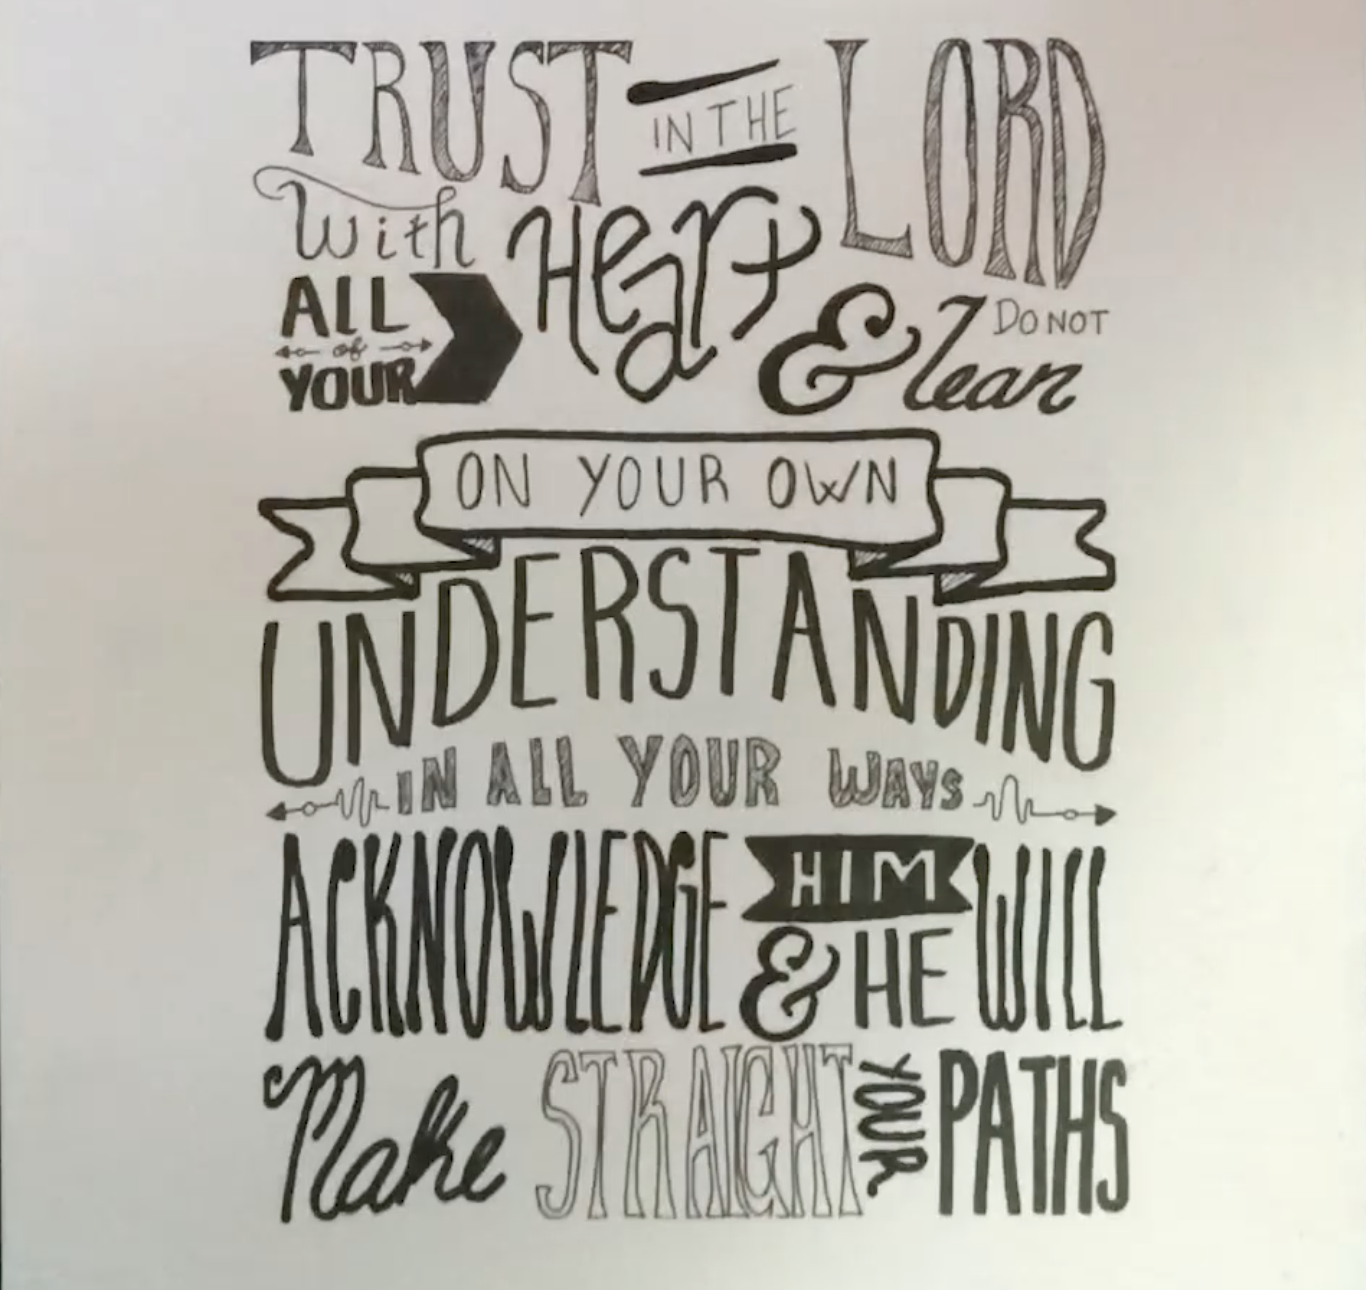 TRUST IN THE LORD
with
ALL
of
YOUR
Heart
& DO NOT
lean
ON YOUR OWN
UNDERSTANDING
IN ALL YOUR WAYS
ACKNOWLEDGE HIM
& HE WILL
Make STRAIGHT YOUR PATHS